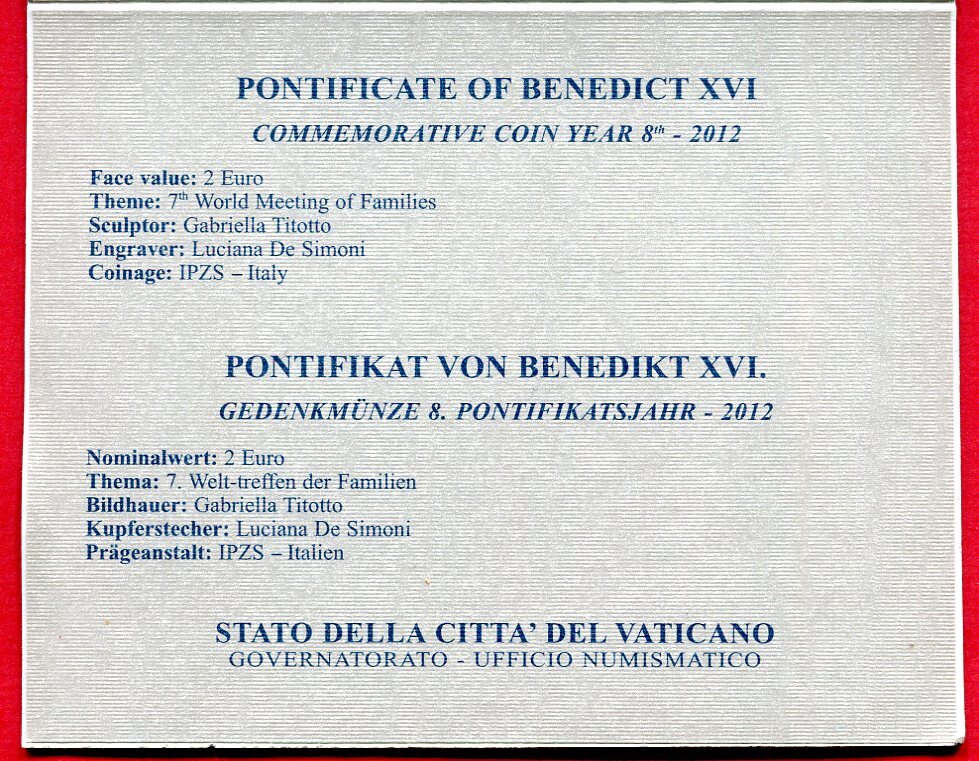 PONTIFICATE OF BENEDICT XVI
COMMEMORATIVE COIN YEAR 8th - 2012
Face value: 2 Euro
Theme: 7th World Meeting of Families
Sculptor: Gabriella Titotto
Engraver: Luciana De Simoni
Coinage: IPZS – Italy
PONTIFIKAT VON BENEDIKT XVI.
GEDENKMÜNZE 8. PONTIFIKATSJAHR - 2012
Nominalwert: 2 Euro
Thema: 7. Welt-treffen der Familien
Bildhauer: Gabriella Titotto
Kupferstecher: Luciana De Simoni
Prägeanstalt: IPZS – Italien
STATO DELLA CITTA’ DEL VATICANO
GOVERNATORATO - UFFICIO NUMISMATICO